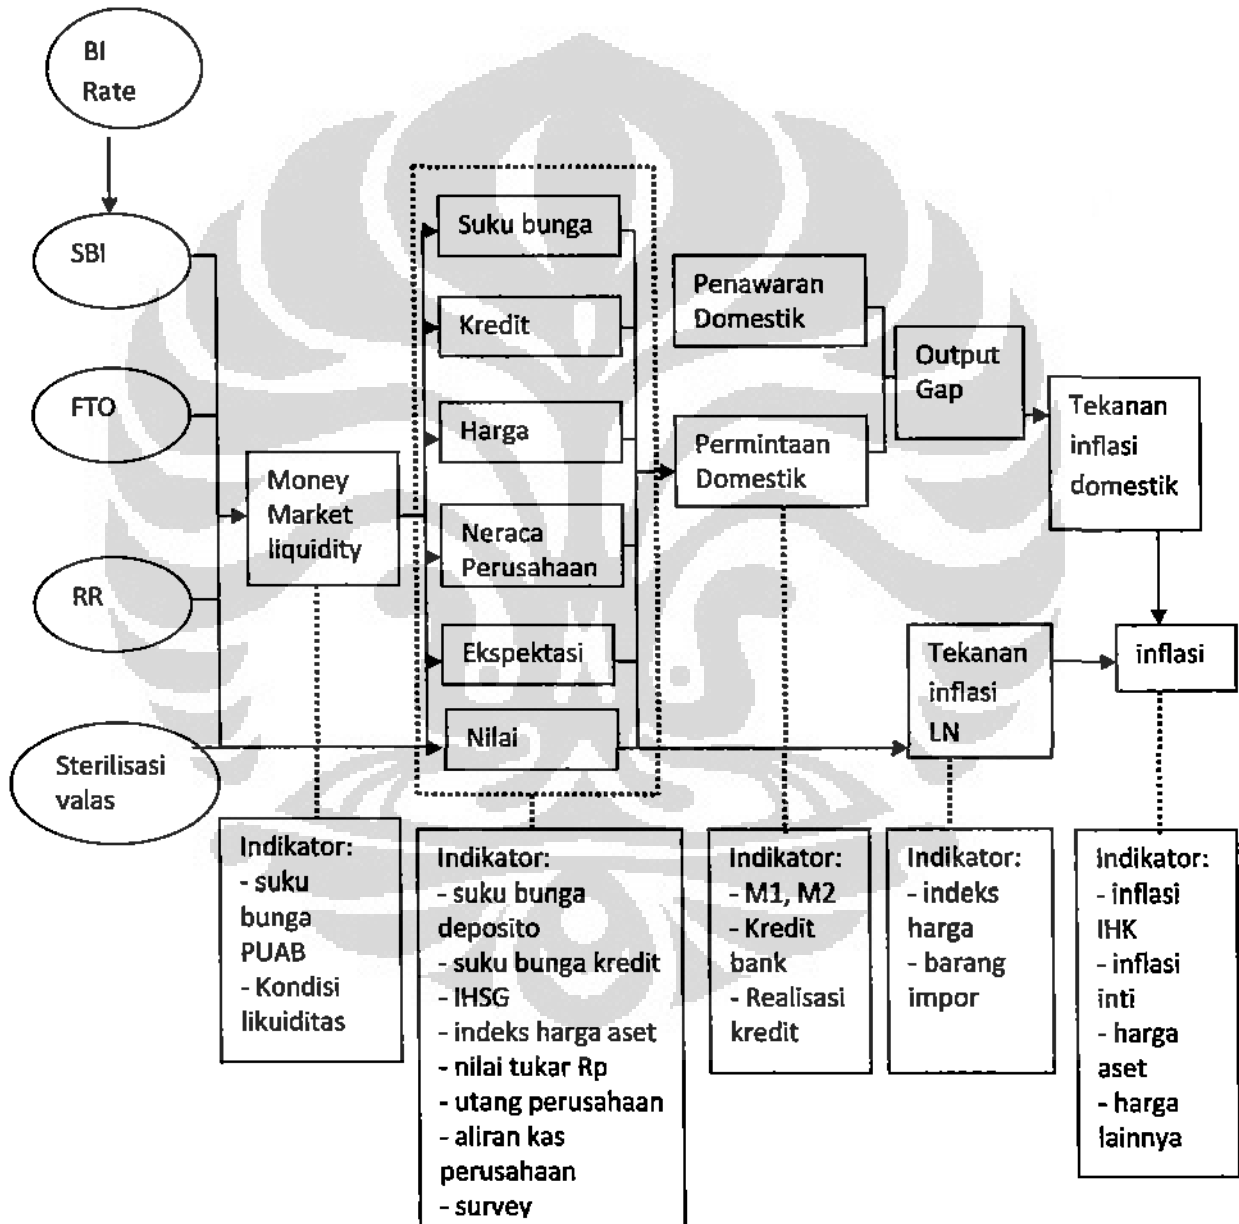 BI
Rate
SBI
FTO
RR
Sterilisasi
valas
Money
Market
liquidity
Suku bunga
Kredit
Harga
Neraca
Perusahaan
Ekspektasi
Nilai
Penawaran
Domestik
Permintaan
Domestik
Output
Gap
Tekanan
inflasi
domestik
Tekanan
inflasi
LN
inflasi
Indikator:
- suku
bunga
PUAB
- Kondisi
likuiditas
Indikator:
- suku bunga
deposito
- suku bunga kredit
- IHSG
- indeks harga aset
- nilai tukar Rp
- utang perusahaan
- aliran kas
perusahaan
- survey
Indikator:
- M1, M2
- Kredit
bank
- Realisasi
kredit
Indikator:
- indeks
harga
- barang
impor
Indikator:
- inflasi
IHK
- inflasi
inti
- harga
aset
- harga
lainnya